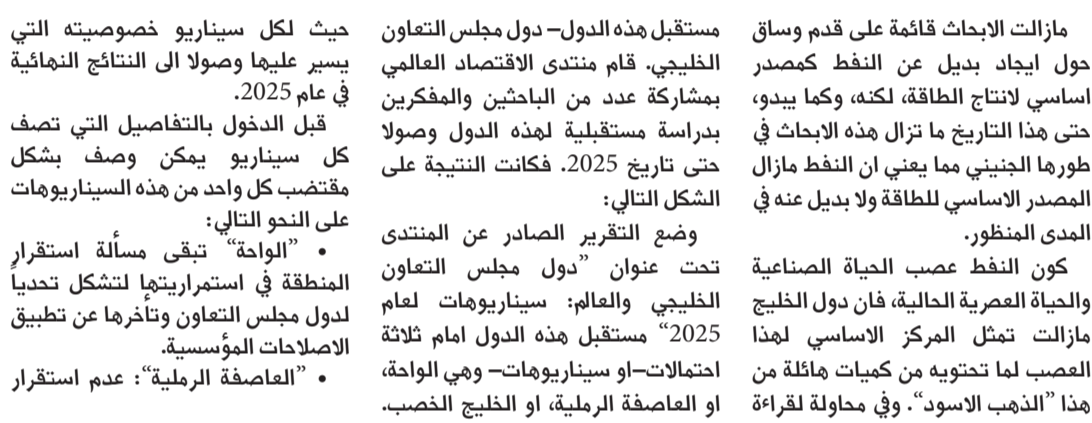 مازالت الابحاث قائمة على قدم وساق
حول ايجاد بديل عن النفط كمصدر
اساسي لانتاج الطاقة، لكنه، وكما يبدو،
حتى هذا التاريخ ما تزال هذه الابحاث في
طورها الجنيني مما يعني ان النفط مازال
المصدر الاساسي للطاقة ولا بديل عنه في
المدى المنظور.
كون النفط عصب الحياة الصناعية
والحياة العصرية الحالية، فان دول الخليج
مازالت تمثل المركز الاساسي لهذا
العصب لما تحتويه من كميات هائلة من
هذا ”الذهب الاسود“. وفي محاولة لقراءة
مستقبل هذه الدول– دول مجلس التعاون
الخليجي. قام منتدى الاقتصاد العالمي
بمشاركة عدد من الباحثين والمفكرين
بدراسة مستقبلية لهذه الدول وصولا
حتى تاريخ 2025. فكانت النتيجة على
الشكل التالي:
وضع التقرير الصادر عن المنتدى
تحت عنوان ”دول مجلس التعاون
الخليجي والعالم: سيناريوهات لعام
2025“ مستقبل هذه الدول امام ثلاثة
احتمالات–او سيناريوهات– وهي الواحة،
او العاصفة الرملية، او الخليج الخصب.
حيث لكل سيناريو خصوصيته التي
يسير عليها وصولا الى النتائج النهائية
في عام 2025.
قبل الدخول بالتفاصيل التي تصف
كل سيناريو يمكن وصف بشكل
مقتضب كل واحد من هذه السيناريوهات
على النحو التالي:
• ”الواحة“ تبقى مسألة استقرار
المنطقة في استمراريتها لتشكل تحدياً
لدول مجلس التعاون وتأخرها عن تطبيق
الاصلاحات المؤسسية.
• ”العاصفة الرملية“: عدم استقرار